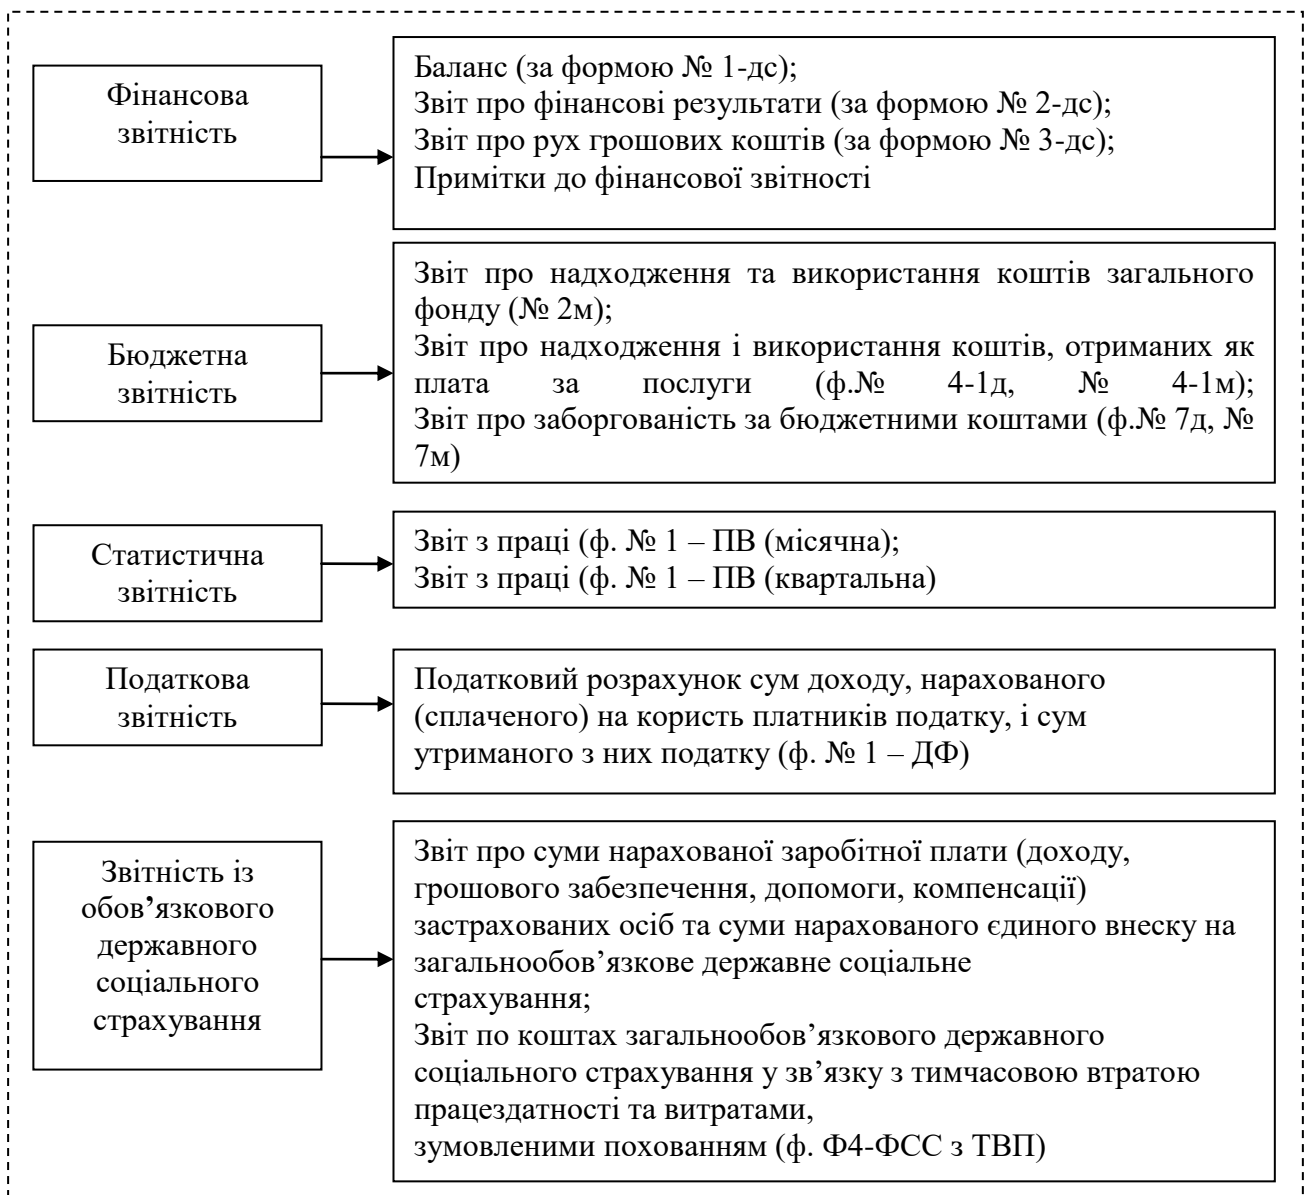 Фінансова
звітність
Баланс (за формою № 1-дс);
Звіт про фінансові результати (за формою № 2-дс);
Звіт про рух грошових коштів (за формою № 3-дс);
Примітки до фінансової звітності
Бюджетна
звітність
Звіт про надходження та використання коштів загального
фонду (№ 2м);
Звіт про надходження і використання коштів, отриманих як
плата за послуги (ф.№ 4-1д, № 4-1м);
Звіт про заборгованість за бюджетними коштами (ф.№ 7д, №
7м)
Статистична
звітність
Звіт з праці (ф. № 1 – ПВ (місячна);
Звіт з праці (ф. № 1 – ПВ (квартальна)
Податкова
звітність
Податковий розрахунок сум доходу, нарахованого
(сплаченого) на користь платників податку, і сум
утриманого з них податку (ф. № 1 – ДФ)
Звітність із
обов’язкового
державного
соціального
страхування
Звіт про суми нарахованої заробітної плати (доходу,
грошового забезпечення, допомоги, компенсації)
застрахованих осіб та суми нарахованого єдиного внеску на
загальнообов’язкове державне соціальне
страхування;
Звіт по коштах загальнообов’язкового державного
соціального страхування у зв’язку з тимчасовою втратою
працездатності та витратами,
зумовленими похованням (ф. Ф4-ФСС з ТВП)